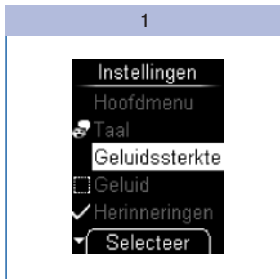 1
Instellingen
Hoofdmenu
Taal
Geluidssterkte
Geluid
Herinneringen
Selecteer